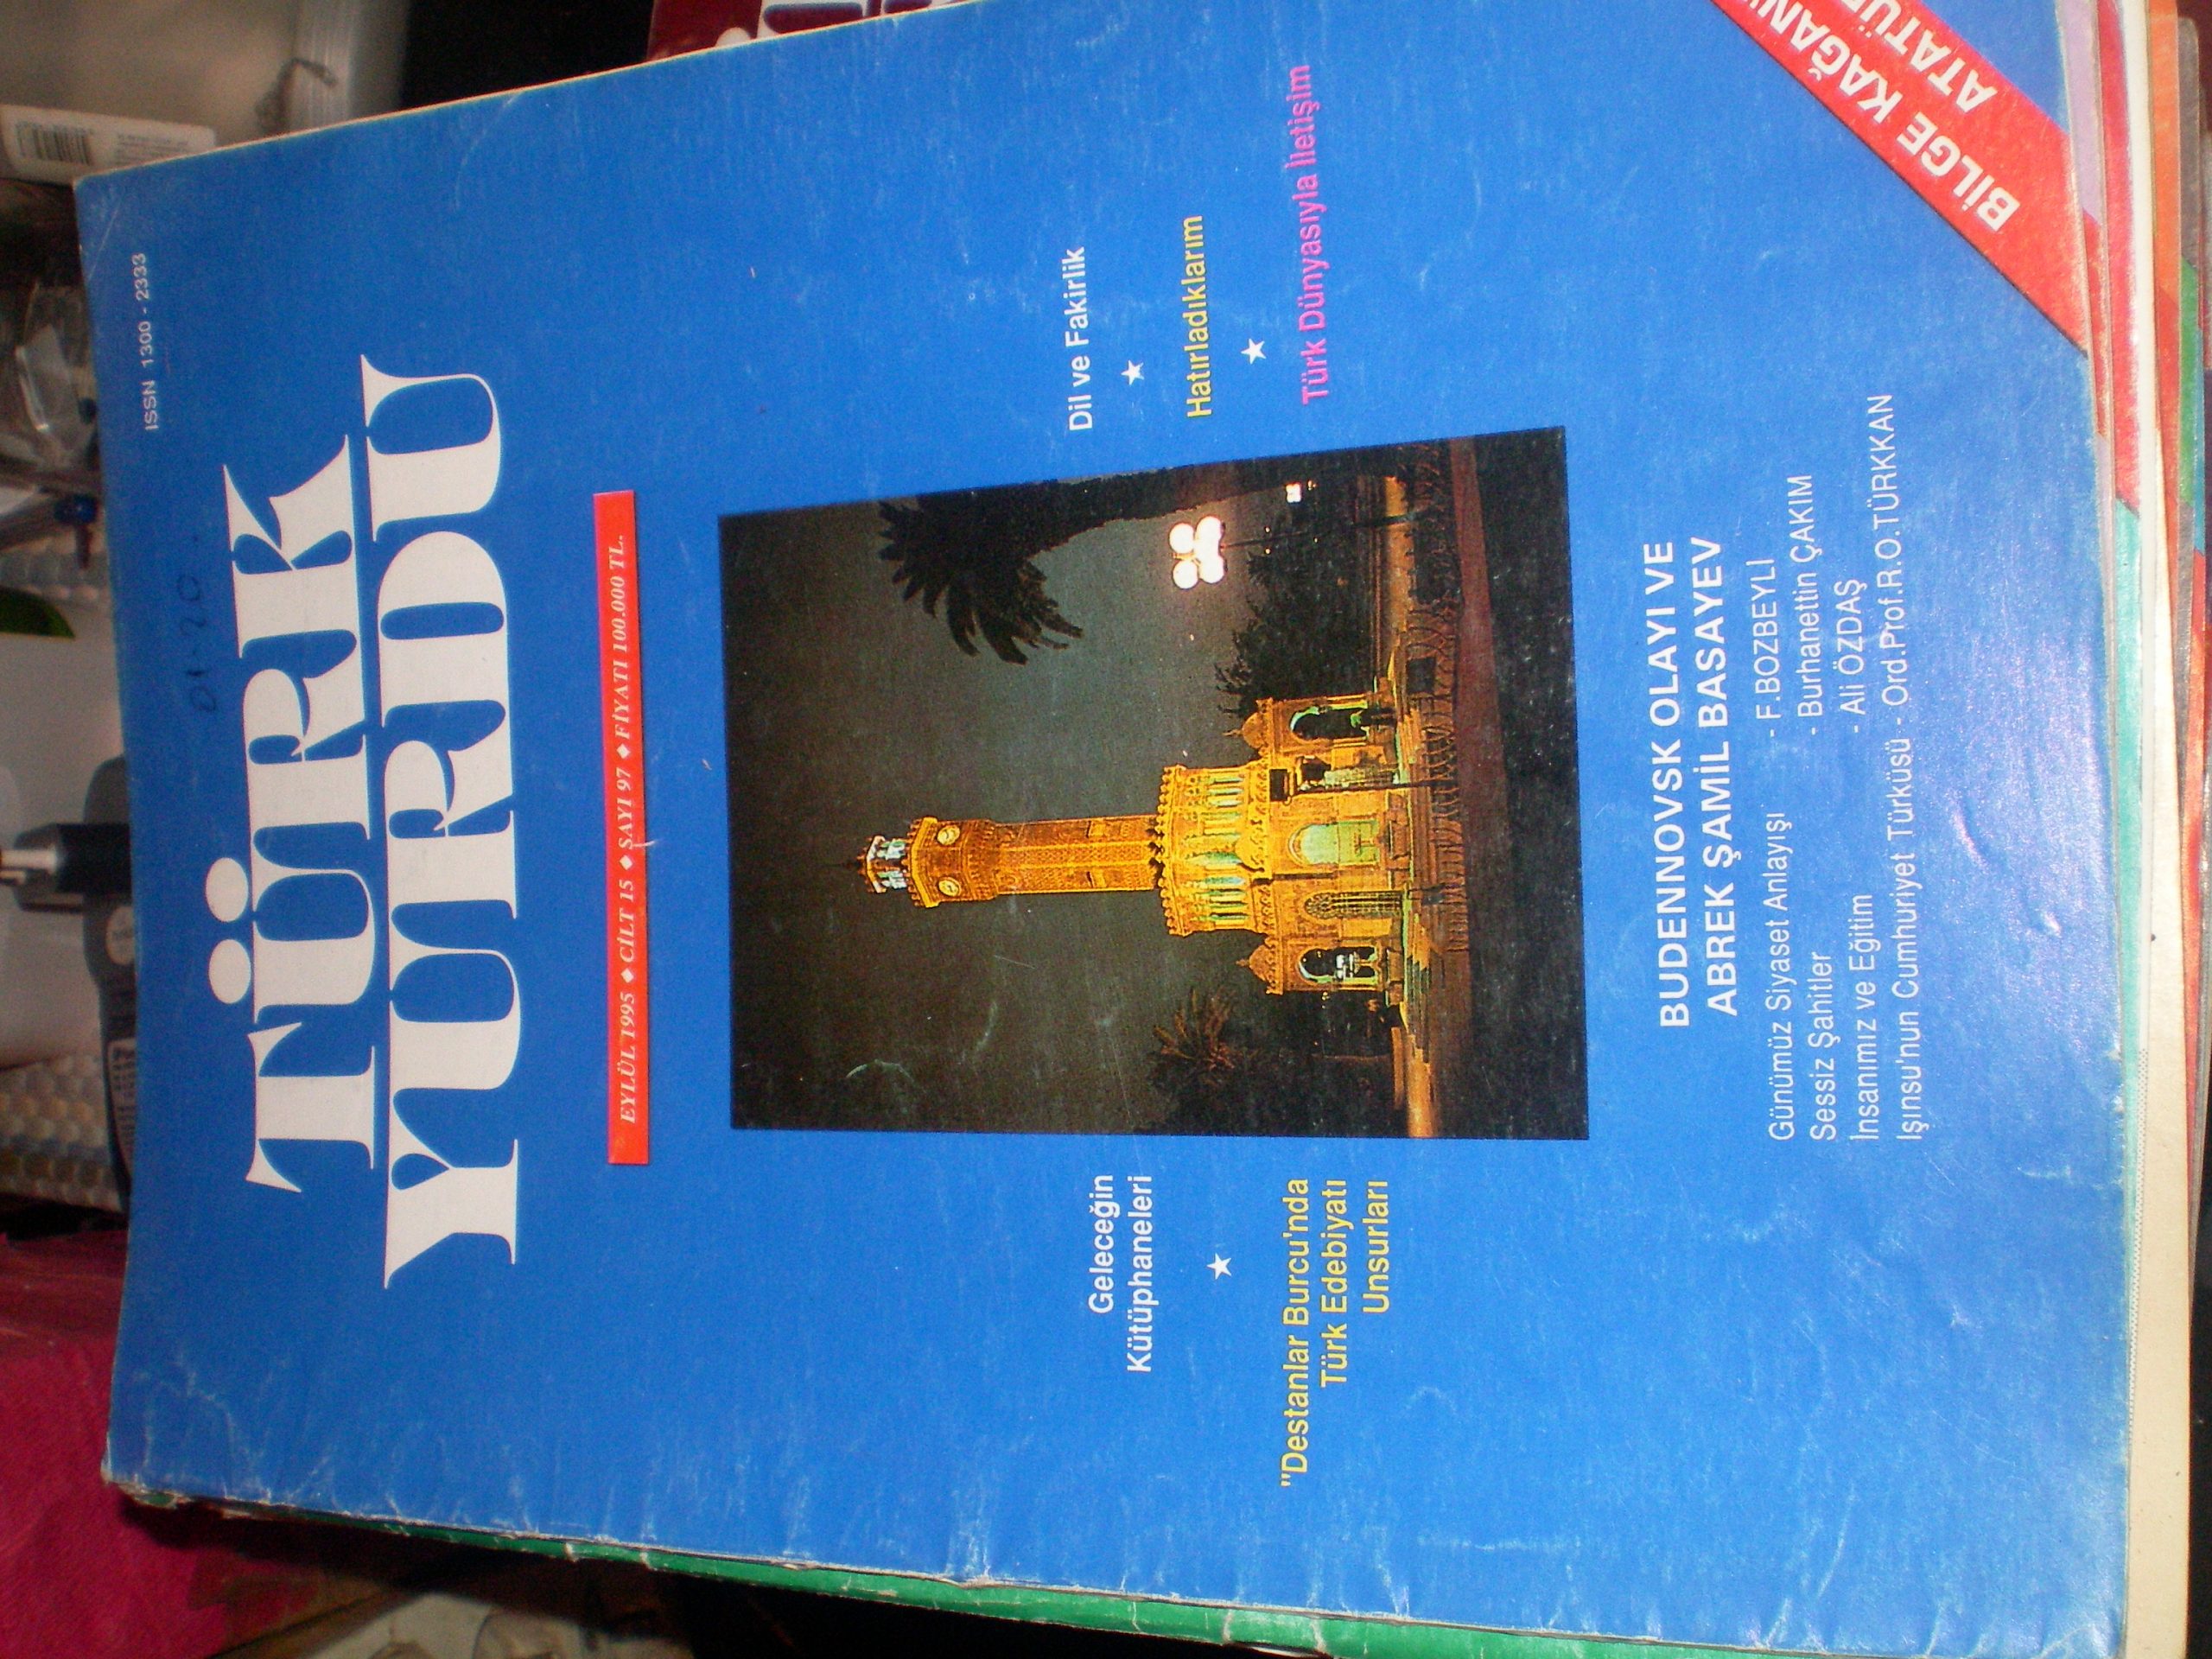 ISSN 1300 - 2333
01-20
TÜRK
YURDU
EYLÜL 1995 ◆ CİLT 15 ◆ SAYI 97 ◆ FİYATI 100.000 TL.
Geleceğin
Kütüphaneleri
★
"Destanlar Burcu'nda
Türk Edebiyatı
Unsurları
Dil ve Fakirlik
★
Hatırladıklarım
★
Türk Dünyasıyla İletişim
BUDENNOVSK OLAYI VE
ABREK ŞAMİL BASAYEV
Günümüz Siyaset Anlayışı - F.BOZBEYLİ
Sessiz Şahitler - Burhanettin ÇAKIM
İnsanımız ve Eğitim - Ali ÖZDAŞ
Işınsu'nun Cumhuriyet Türküsü - Ord.Prof.R.O.TÜRKKAN
BİLGE KAĞAN'
ATATÜR